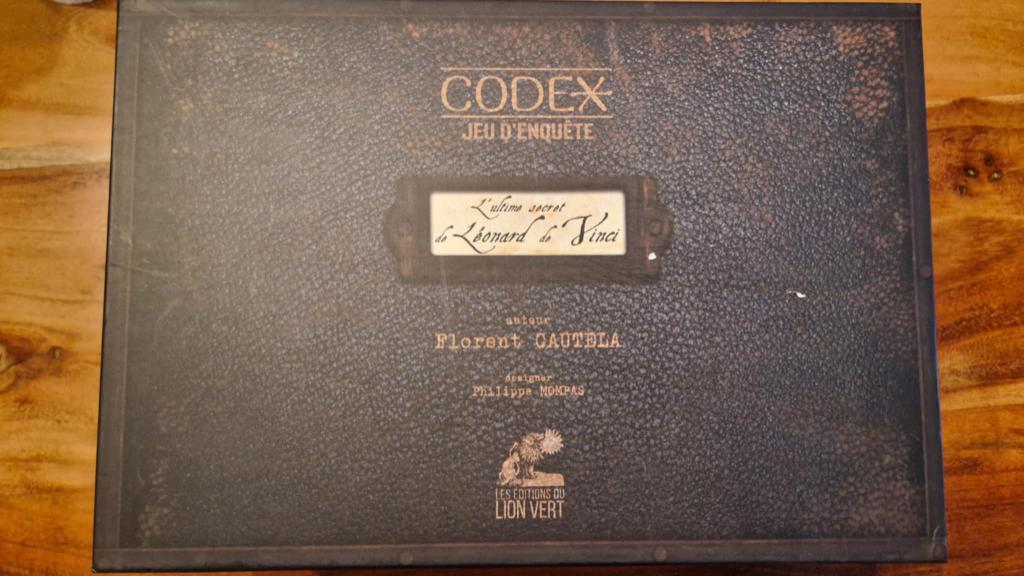 CODEX
JEU D'ENQUÊTE
L'ultime secret
de Léonard de Vinci
auteur
Florent GAUTELA
designer
Philippe MOMPAS
LES ÉDITIONS DU
LION VERT